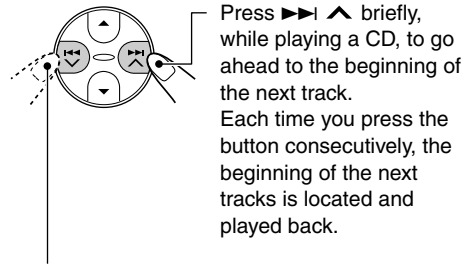 Press ►►I ᐱ briefly,
while playing a CD, to go
ahead to the beginning of
the next track.
Each time you press the
button consecutively, the
beginning of the next
tracks is located and
played back.